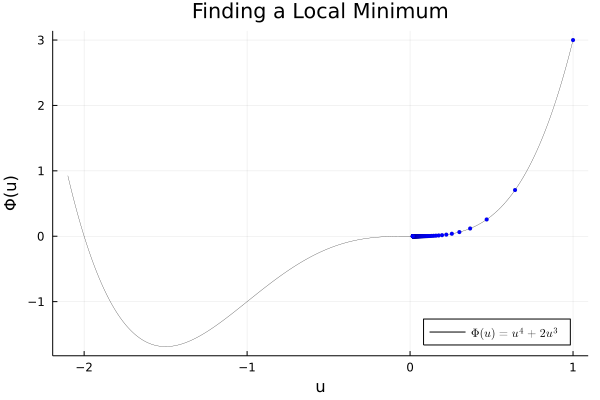 Finding a Local Minimum
3
2
1
0
−1
Φ(u)
−2
−1
0
1
u
Φ(u) = u⁴ + 2u³